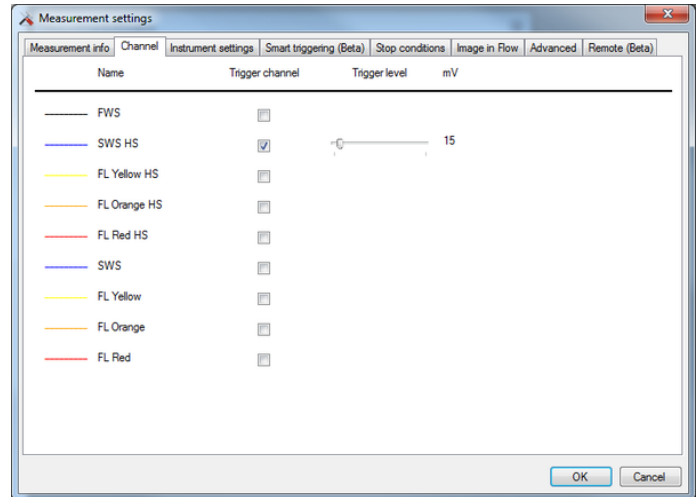 Measurement settings
Measurement info Channel Instrument settings Smart triggering (Beta) Stop conditions Image in Flow Advanced Remote (Beta)
Name Trigger channel Trigger level mV
FWS
SWS HS 15
FL Yellow HS
FL Orange HS
FL Red HS
SWS
FL Yellow
FL Orange
FL Red
OK Cancel